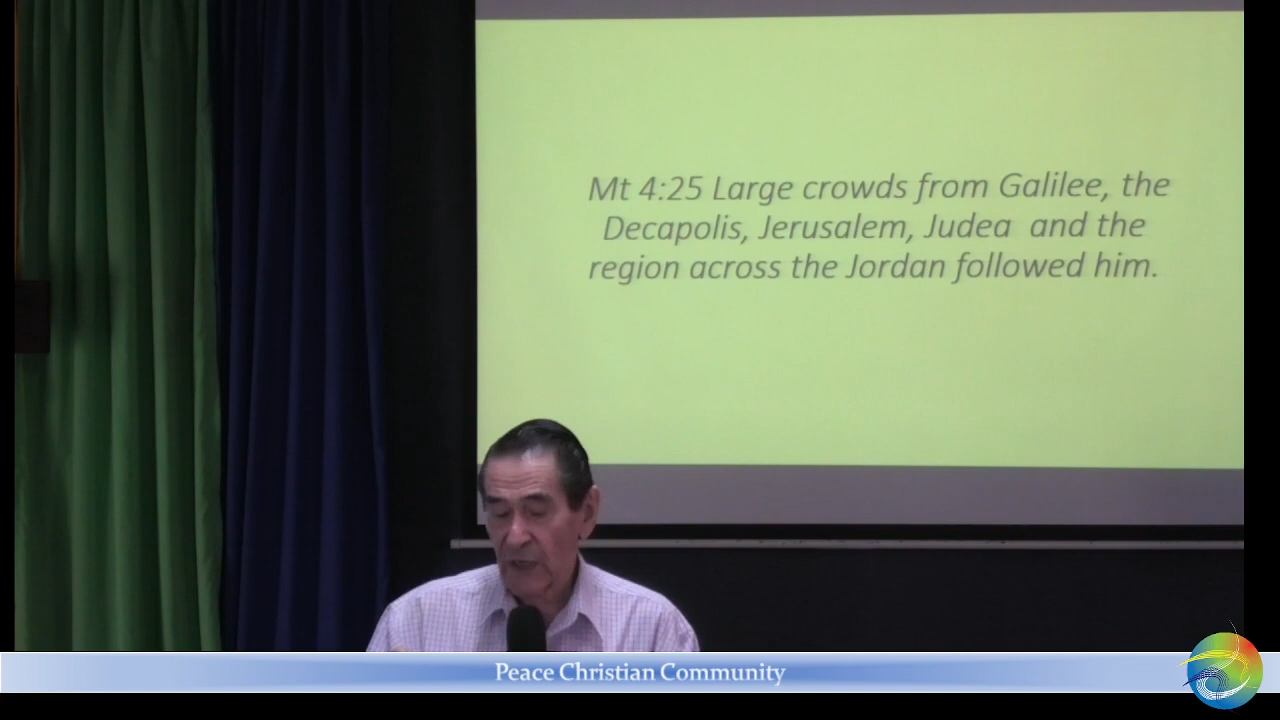 Mt 4:25 Large crowds from Galilee, the
Decapolis, Jerusalem, Judea  and the
region across the Jordan followed him.
Peace Christian Community